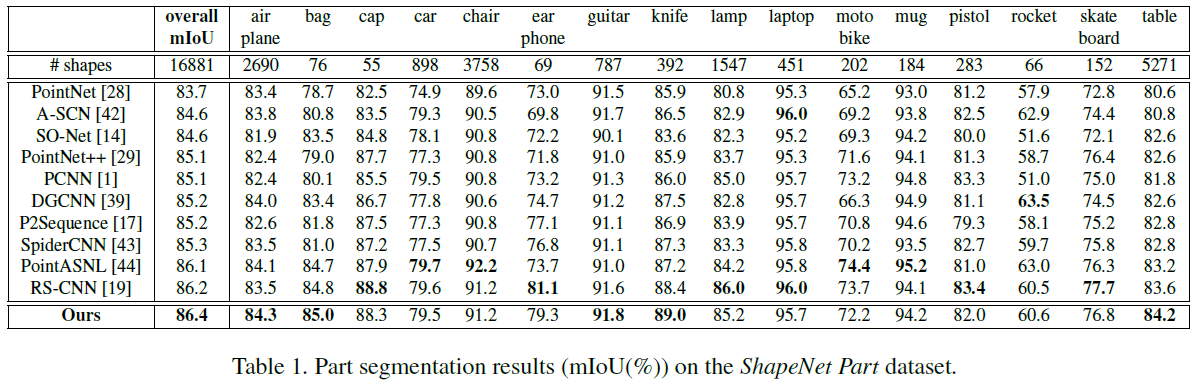 overall air bag cap car chair ear guitar knife lamp laptop moto mug pistol rocket skate table
mIoU plane phone bike board
# shapes 16881 2690 76 55 898 3758 69 787 392 1547 451 202 184 283 66 152 5271
PointNet [28] 83.7 83.4 78.7 82.5 74.9 89.6 73.0 91.5 85.9 80.8 95.3 65.2 93.0 81.2 57.9 72.8 80.6
A-SCN [42] 84.6 83.8 80.8 83.5 79.3 90.5 69.8 91.7 86.5 82.9 96.0 69.2 93.8 82.5 62.9 74.4 80.8
SO-Net [14] 84.6 81.9 83.5 84.8 78.1 90.8 72.2 90.1 83.6 82.3 95.2 69.3 94.2 80.0 51.6 72.1 82.6
PointNet++ [29] 85.1 82.4 79.0 87.7 77.3 90.8 71.8 91.0 85.9 83.7 95.3 71.6 94.1 81.3 58.7 76.4 82.6
PCNN [1] 85.1 82.4 80.1 85.5 79.5 90.8 73.2 91.3 86.0 85.0 95.7 73.2 94.8 83.3 51.0 75.0 81.8
DGCNN [39] 85.2 84.0 83.4 86.7 77.8 90.6 74.7 91.2 87.5 82.8 95.7 66.3 94.9 81.1 63.5 74.5 82.6
P2Sequence [17] 85.2 82.6 81.8 87.5 77.3 90.8 77.1 91.1 86.9 83.9 95.7 70.8 94.6 79.3 58.1 75.2 82.8
SpiderCNN [43] 85.3 83.5 81.0 87.2 77.5 90.7 76.8 91.1 87.3 83.3 95.8 70.2 93.5 82.7 59.7 75.8 82.8
PointASNL [44] 86.1 84.1 84.7 87.9 79.7 92.2 73.7 91.0 87.2 84.2 95.8 74.4 95.2 81.0 63.0 76.3 83.2
RS-CNN [19] 86.2 83.5 84.8 88.8 79.6 91.2 81.1 91.6 88.4 86.0 96.0 73.7 94.1 83.4 60.5 77.7 83.6
Ours 86.4 84.3 85.0 88.3 79.5 91.2 79.3 91.8 89.0 85.2 95.7 72.2 94.2 82.0 60.6 76.8 84.2
Table 1. Part segmentation results (mIoU(%)) on the ShapeNet Part dataset.